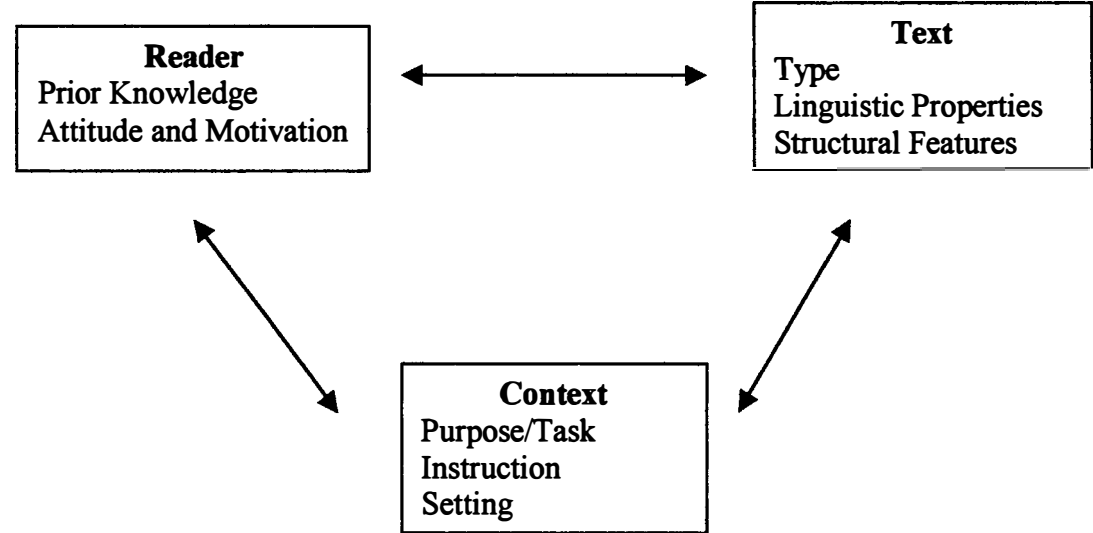 Reader
Prior Knowledge
Attitude and Motivation
Text
Type
Linguistic Properties
Structural Features
Context
Purpose/Task
Instruction
Setting